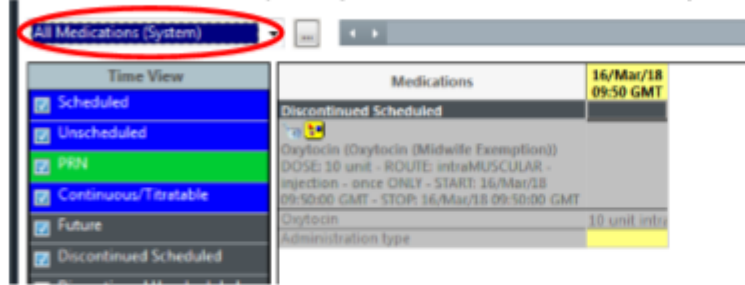 All Medications (System)
...
Time View
Scheduled
Unscheduled
PRN
Continuous/Titratable
Future
Discontinued Scheduled
Medications
16/Mar/18
09:50 GMT
Discontinued Scheduled
Oxytocin (Oxytocin (Midwife Exemption))
DOSE: 10 unit - ROUTE: intraMUSCULAR -
injection - once ONLY - START: 16/Mar/18
09:50:00 GMT - STOP: 16/Mar/18 09:50:00 GMT
Oxytocin
10 unit intra
Administration type